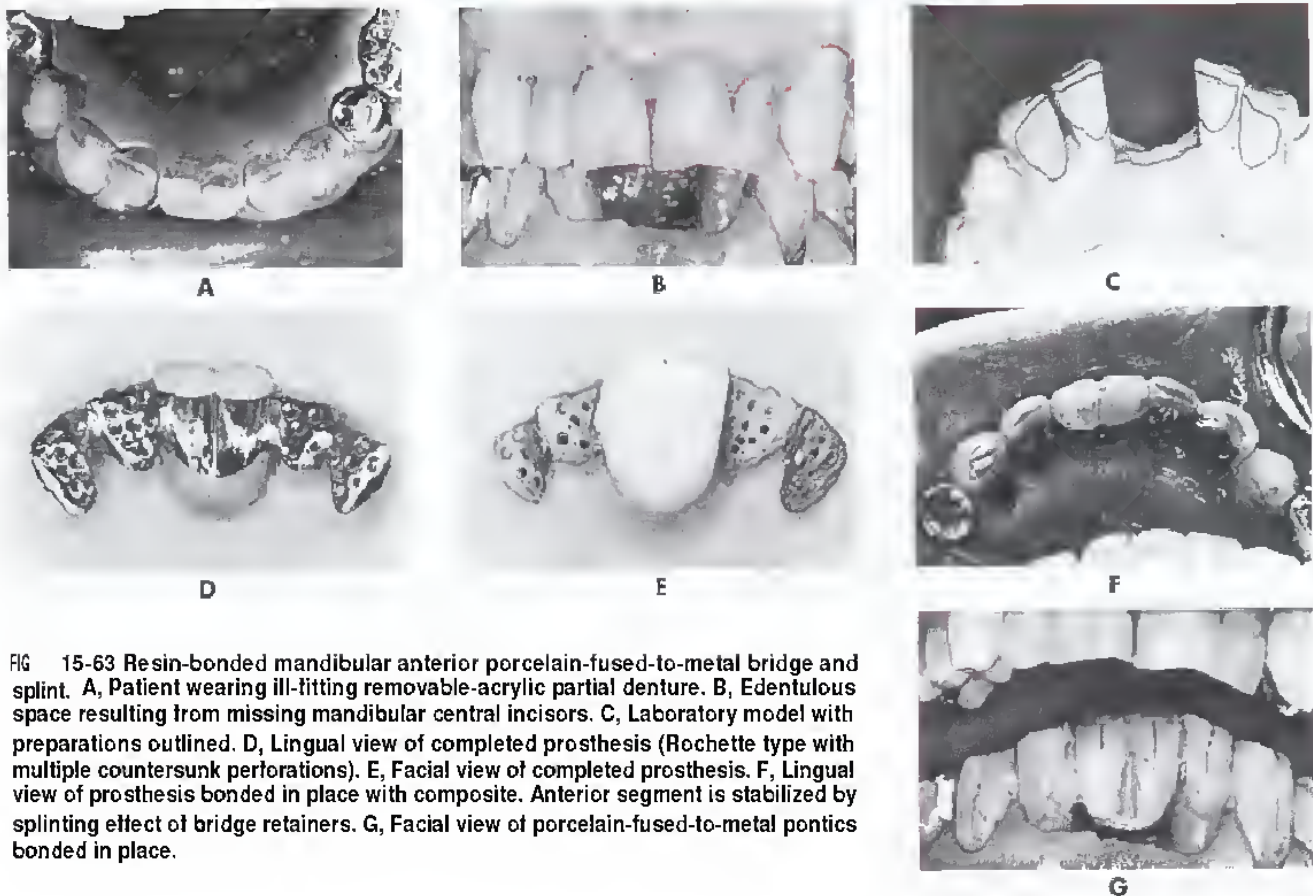 A
B
C
D
E
F
FIG 15-63 Resin-bonded mandibular anterior porcelain-fused-to-metal bridge and
splint. A, Patient wearing ill-fitting removable-acrylic partial denture. B, Edentulous
space resulting from missing mandibular central incisors. C, Laboratory model with
preparations outlined. D, Lingual view of completed prosthesis (Rochette type with
multiple countersunk perforations). E, Facial view of completed prosthesis. F, Lingual
view of prosthesis bonded in place with composite. Anterior segment is stabilized by
splinting effect of bridge retainers. G, Facial view of porcelain-fused-to-metal pontics
bonded in place.
G